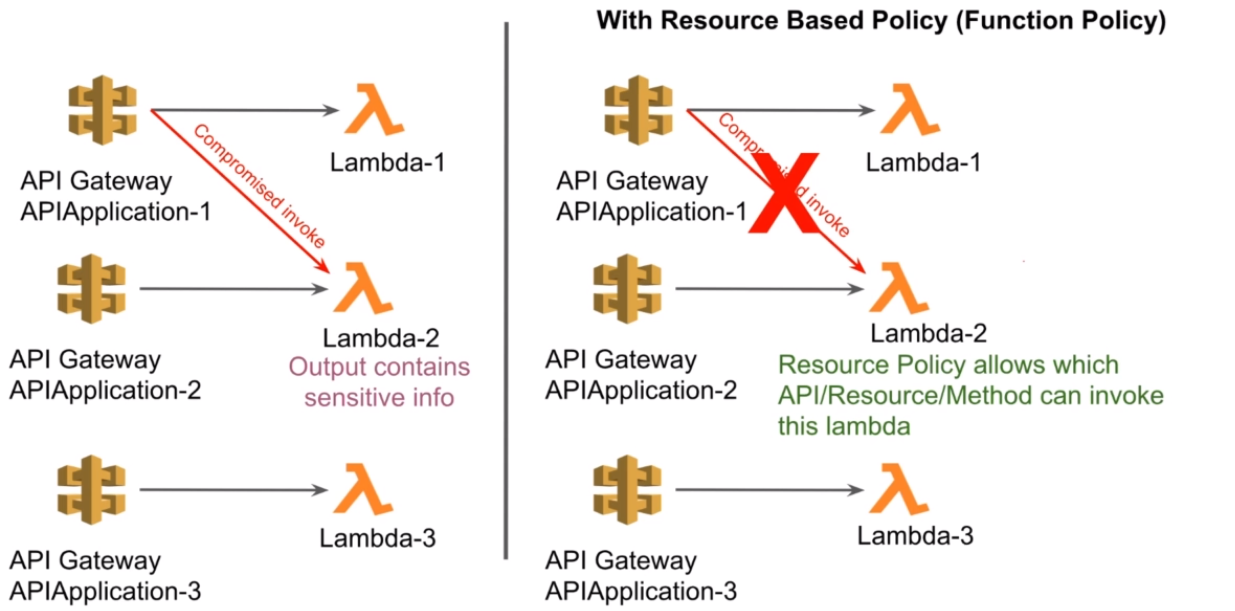 With Resource Based Policy (Function Policy)
Compromised invoke
Lambda-1
API Gateway
APIApplication-1
Lambda-2
Output contains
sensitive info
API Gateway
APIApplication-2
Lambda-3
API Gateway
APIApplication-3
Compromised invoke
Lambda-1
API Gateway
APIApplication-1
Lambda-2
Resource Policy allows which
API/Resource/Method can invoke
this lambda
API Gateway
APIApplication-2
Lambda-3
API Gateway
APIApplication-3